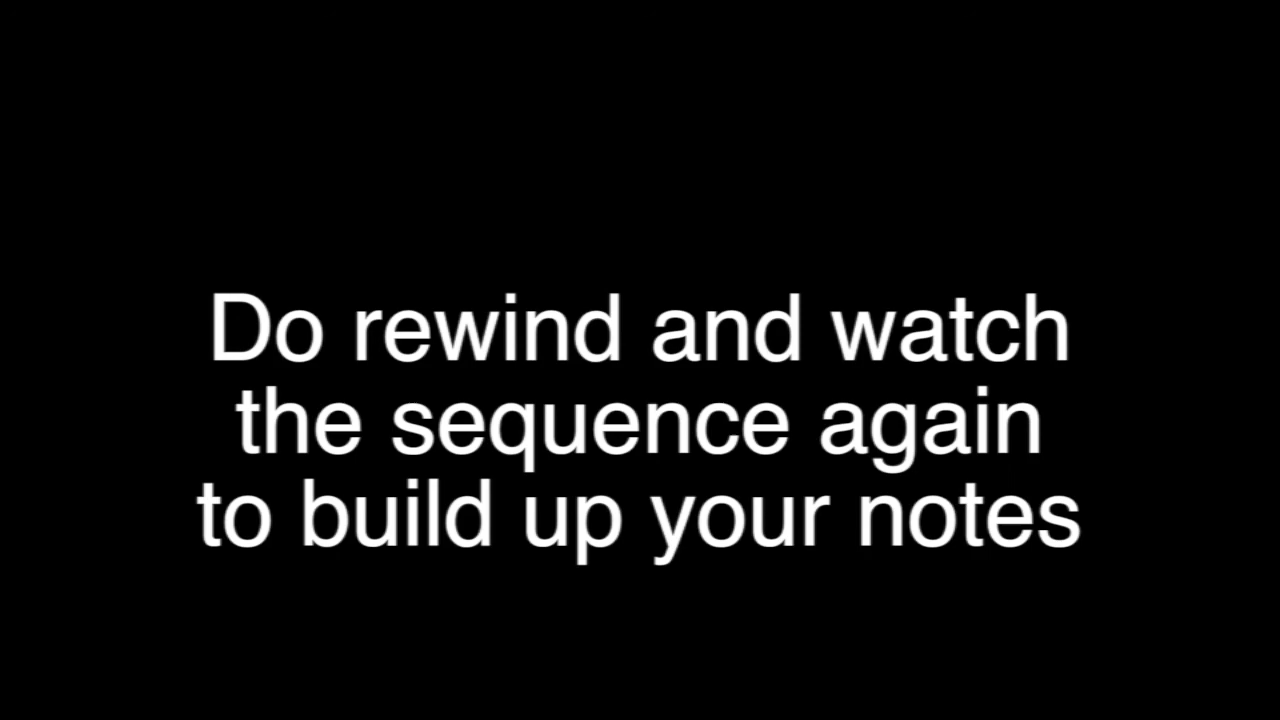 Do rewind and watch
the sequence again
to build up your notes